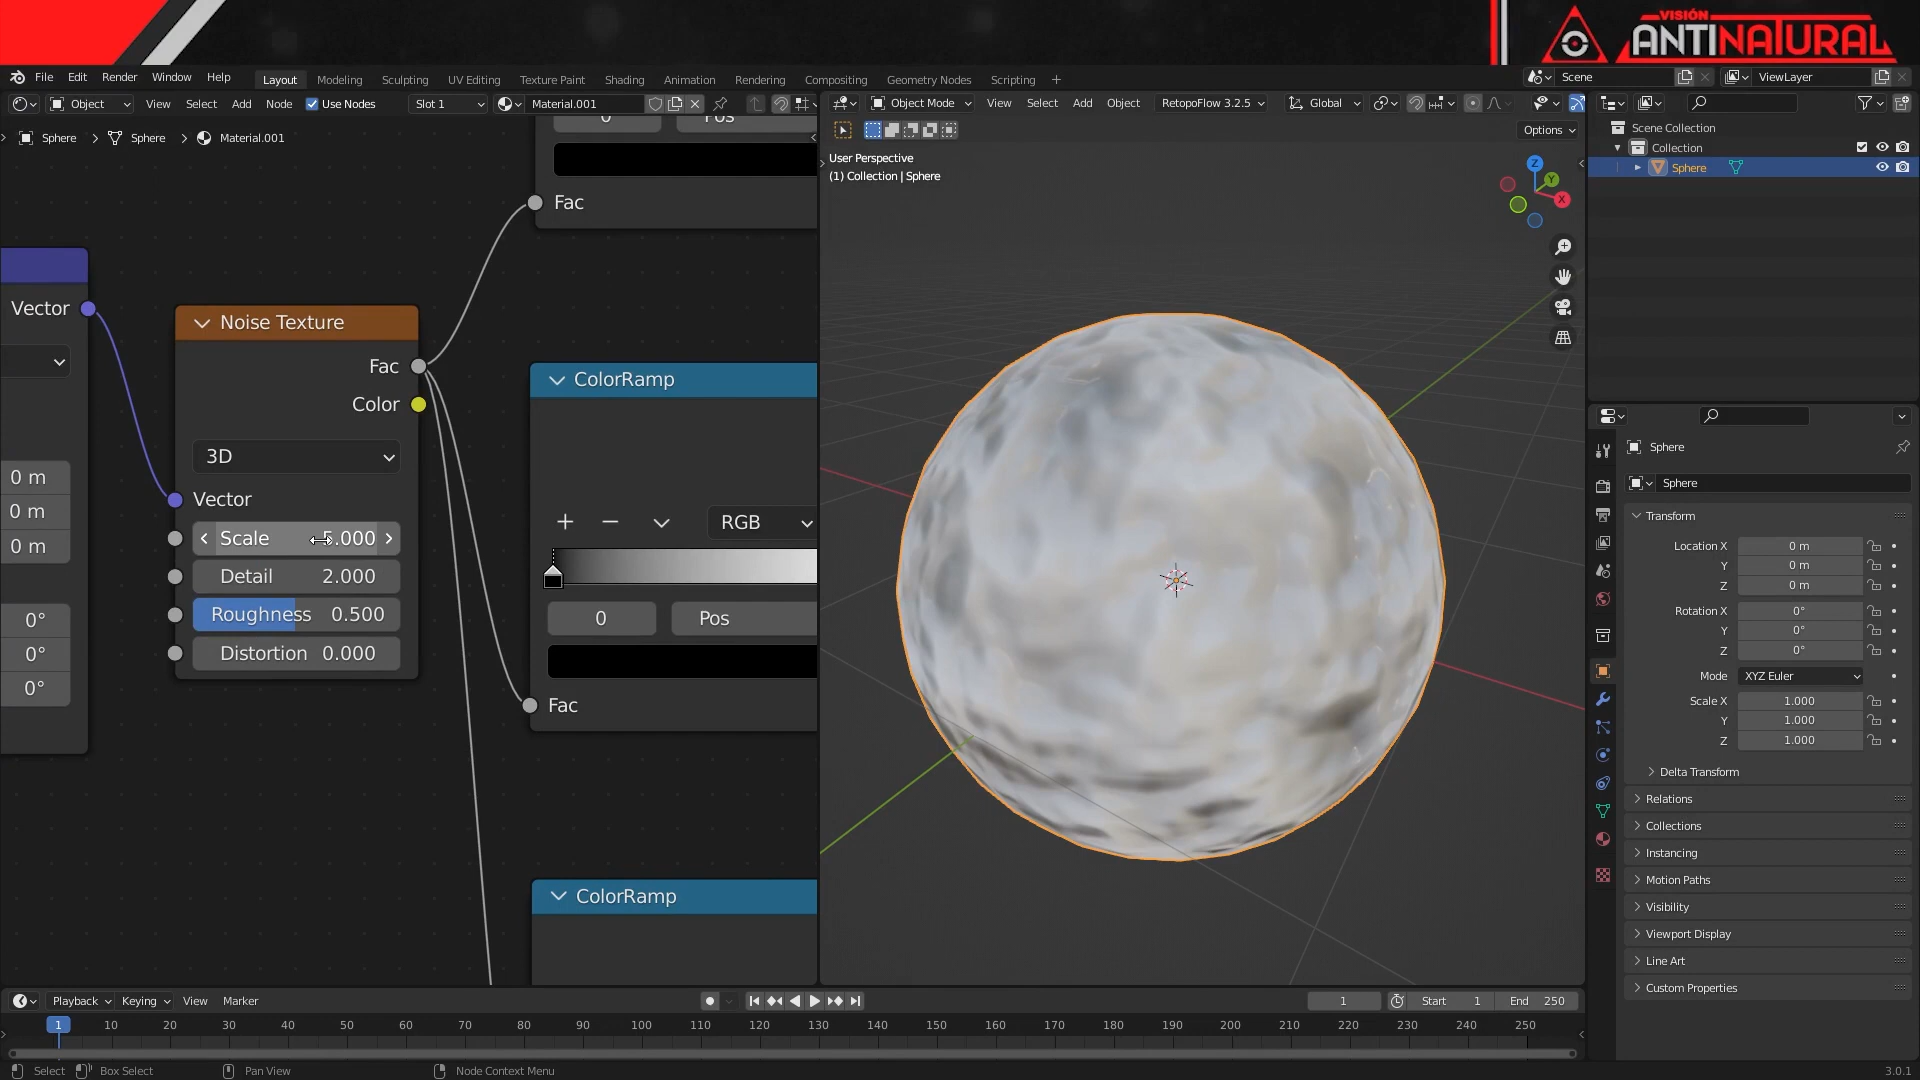 VISIÓN
ANTINATURAL
File Edit Render Window Help
Layout Modeling Sculpting UV Editing Texture Paint Shading Animation Rendering Compositing Geometry Nodes Scripting +
Scene
ViewLayer
Object View Select Add Node Use Nodes Slot 1 Material.001
Object Mode View Select Add Object RetopoFlow 3.2.5 Global
Options
Sphere > Sphere > Material.001
User Perspective
(1) Collection | Sphere
Z
Y
X
Scene Collection
Collection
Sphere
0 Pos
Fac
Vector
0 m
0 m
0 m
0°
0°
0°
Noise Texture
Fac
Color
3D
Vector
Scale 5.000
Detail 2.000
Roughness 0.500
Distortion 0.000
ColorRamp
+ − RGB
0 Pos
Fac
ColorRamp
Sphere
Sphere
Transform
Location X 0 m
Y 0 m
Z 0 m
Rotation X 0°
Y 0°
Z 0°
Mode XYZ Euler
Scale X 1.000
Y 1.000
Z 1.000
Delta Transform
Relations
Collections
Instancing
Motion Paths
Visibility
Viewport Display
Line Art
Custom Properties
Playback Keying View Marker
1 Start 1 End 250
1 10 20 30 40 50 60 70 80 90 100 110 120 130 140 150 160 170 180 190 200 210 220 230 240 250
Select Box Select Pan View Node Context Menu
3.0.1